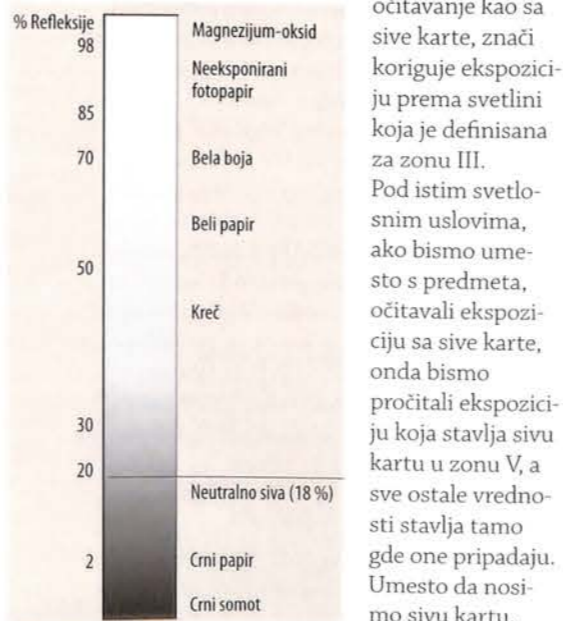 % Refleksije
98
85
70
50
30
20
2
Magnezijum-oksid
Neeksponirani
fotopapir
Bela boja
Beli papir
Kreč
Neutralno siva (18 %)
Crni papir
Crni somot
očitavanje kao sa
sive karte, znači
koriguje ekspozici-
ju prema svetlini
koja je definisana
za zonu III.
Pod istim svetlo-
snim uslovima,
ako bismo ume-
sto s predmeta,
očitavali ekspozi-
ciju sa sive karte,
onda bismo
pročitali ekspozici-
ju koja stavlja sivu
kartu u zonu V, a
sve ostale vredno-
sti stavlja tamo
gde one pripadaju.
Umesto da nosi-
mo sivu kartu